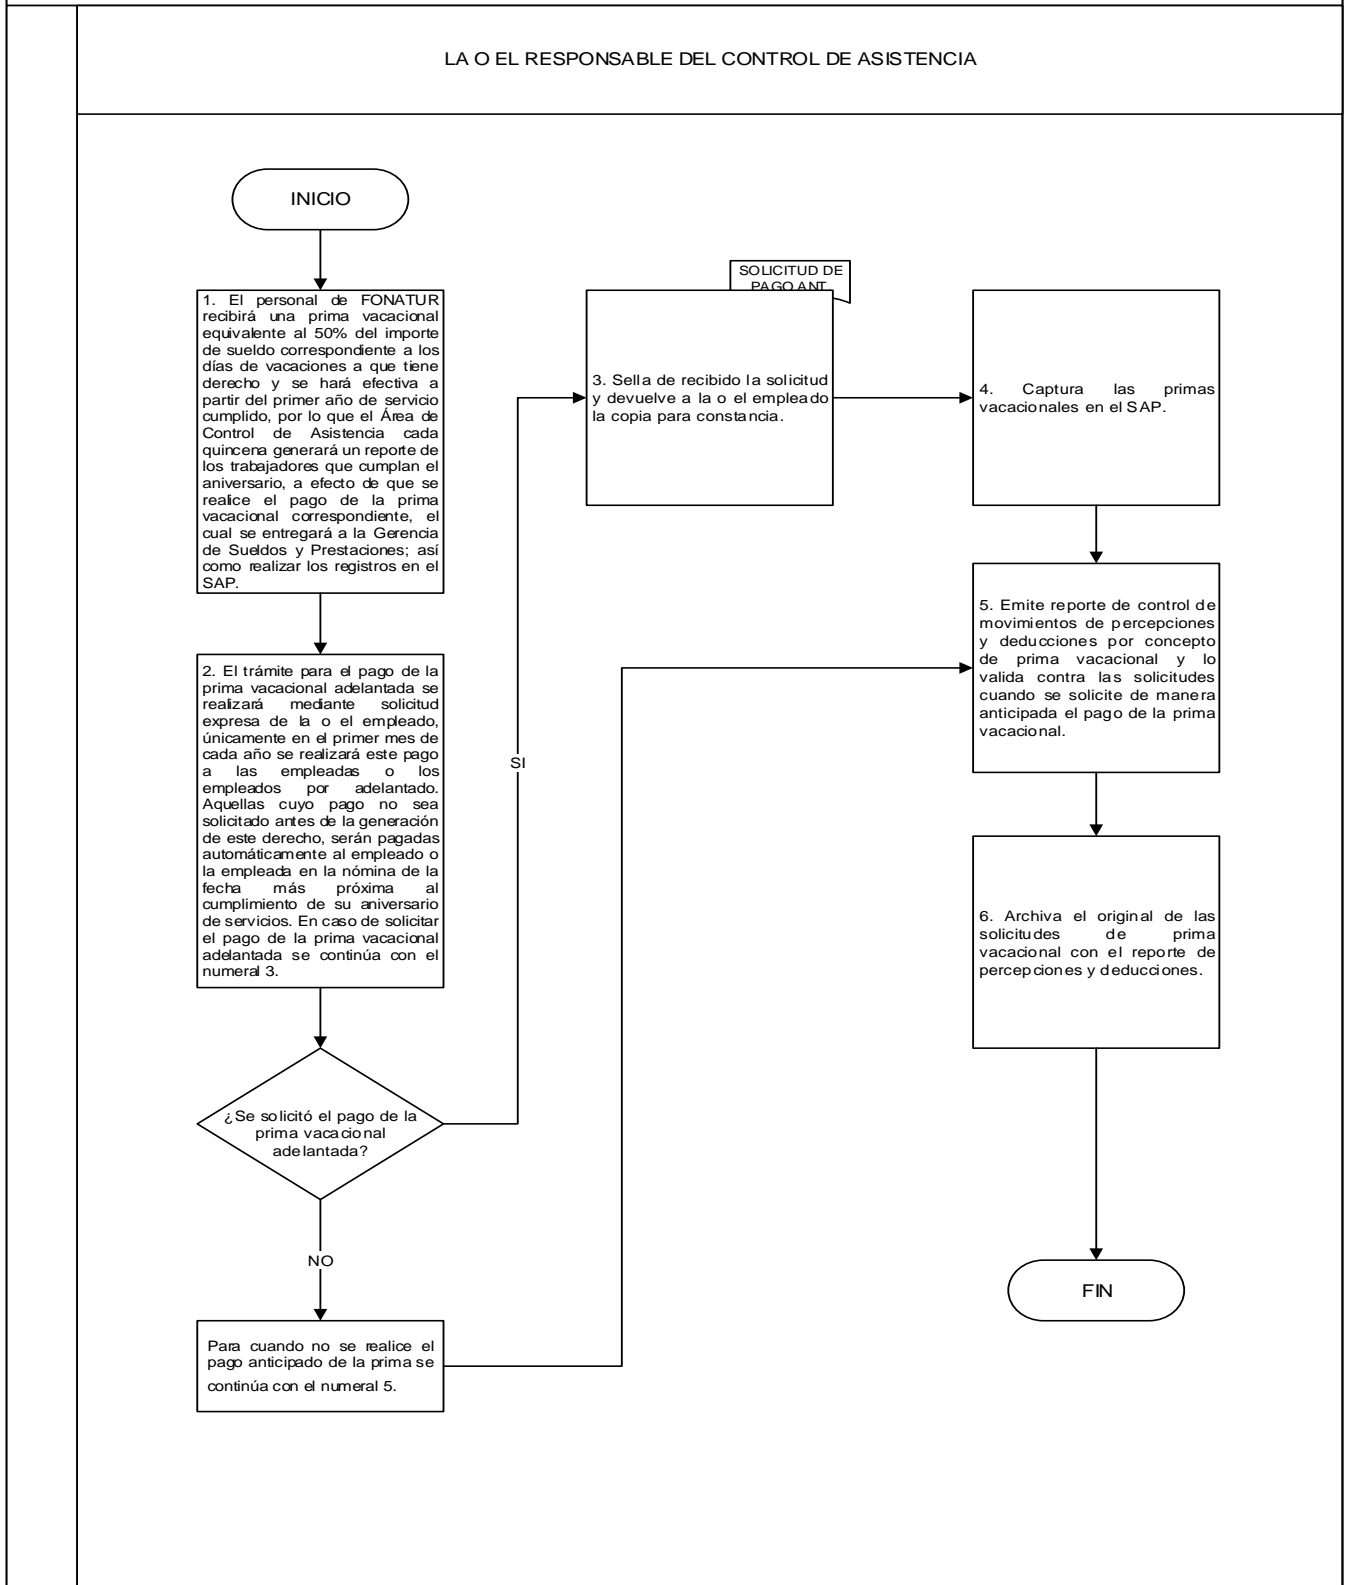 LA O EL RESPONSABLE DEL CONTROL DE ASISTENCIA
INICIO
1. El personal de FONATUR
recibirá una prima vacacional
equivalente al 50% del importe
de sueldo correspondiente a los
días de vacaciones a que tiene
derecho y se hará efectiva a
partir del primer año de servicio
cumplido, por lo que el Área de
Control de Asistencia cada
quincena generará un reporte de
los trabajadores que cumplan el
aniversario, a efecto de que se
realice el pago de la prima
vacacional correspondiente, el
cual se entregará a la Gerencia
de Sueldos y Prestaciones; así
como realizar los registros en el
SAP.
2. El trámite para el pago de la
prima vacacional adelantada se
realizará mediante solicitud
expresa de la o el empleado,
únicamente en el primer mes de
cada año se realizará este pago
a las empleadas o los
empleados por adelantado.
Aquellas cuyo pago no sea
solicitado antes de la generación
de este derecho, serán pagadas
automáticamente al empleado o
la empleada en la nómina de la
fecha más próxima al
cumplimiento de su aniversario
de servicios. En caso de solicitar
el pago de la prima vacacional
adelantada se continúa con el
numeral 3.
¿Se solicitó el pago de la
prima vacacional
adelantada?
SI
NO
Para cuando no se realice el
pago anticipado de la prima se
continúa con el numeral 5.
SOLICITUD DE
PAGO ANT
3. Sella de recibido la solicitud
y devuelve a la o el empleado
la copia para constancia.
4. Captura las primas
vacacionales en el SAP.
5. Emite reporte de control de
movimientos de percepciones
y deducciones por concepto
de prima vacacional y lo
valida contra las solicitudes
cuando se solicite de manera
anticipada el pago de la prima
vacacional.
6. Archiva el original de las
solicitudes de prima
vacacional con el reporte de
percepciones y deducciones.
FIN